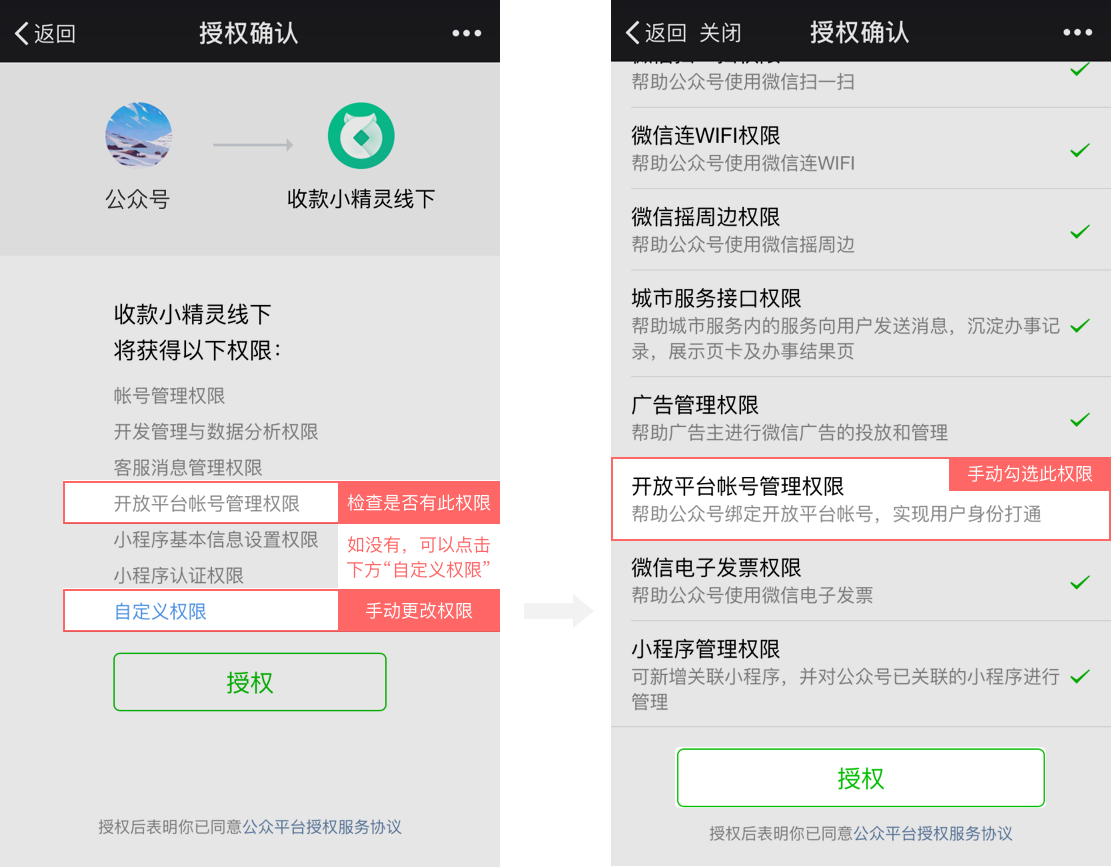 返回
授权确认
公众号
收款小精灵线下
收款小精灵线下
将获得以下权限：
帐号管理权限
开发管理与数据分析权限
客服消息管理权限
开放平台帐号管理权限
检查是否有此权限
小程序基本信息设置权限
如没有，可以点击
下方“自定义权限”
小程序认证权限
自定义权限
手动更改权限
授权
授权后表明你已同意公众平台授权服务协议
返回 关闭
授权确认
帮助公众号使用微信扫一扫
微信连WIFI权限
帮助公众号使用微信连WIFI
微信摇周边权限
帮助公众号使用微信摇周边
城市服务接口权限
帮助城市服务内的服务向用户发送消息，沉淀办事记
录，展示页卡及办事结果页
广告管理权限
帮助广告主进行微信广告的投放和管理
手动勾选此权限
开放平台帐号管理权限
帮助公众号绑定开放平台帐号，实现用户身份打通
微信电子发票权限
帮助公众号使用微信电子发票
小程序管理权限
可新增关联小程序，并对公众号已关联的小程序进行
管理
授权
授权后表明你已同意公众平台授权服务协议